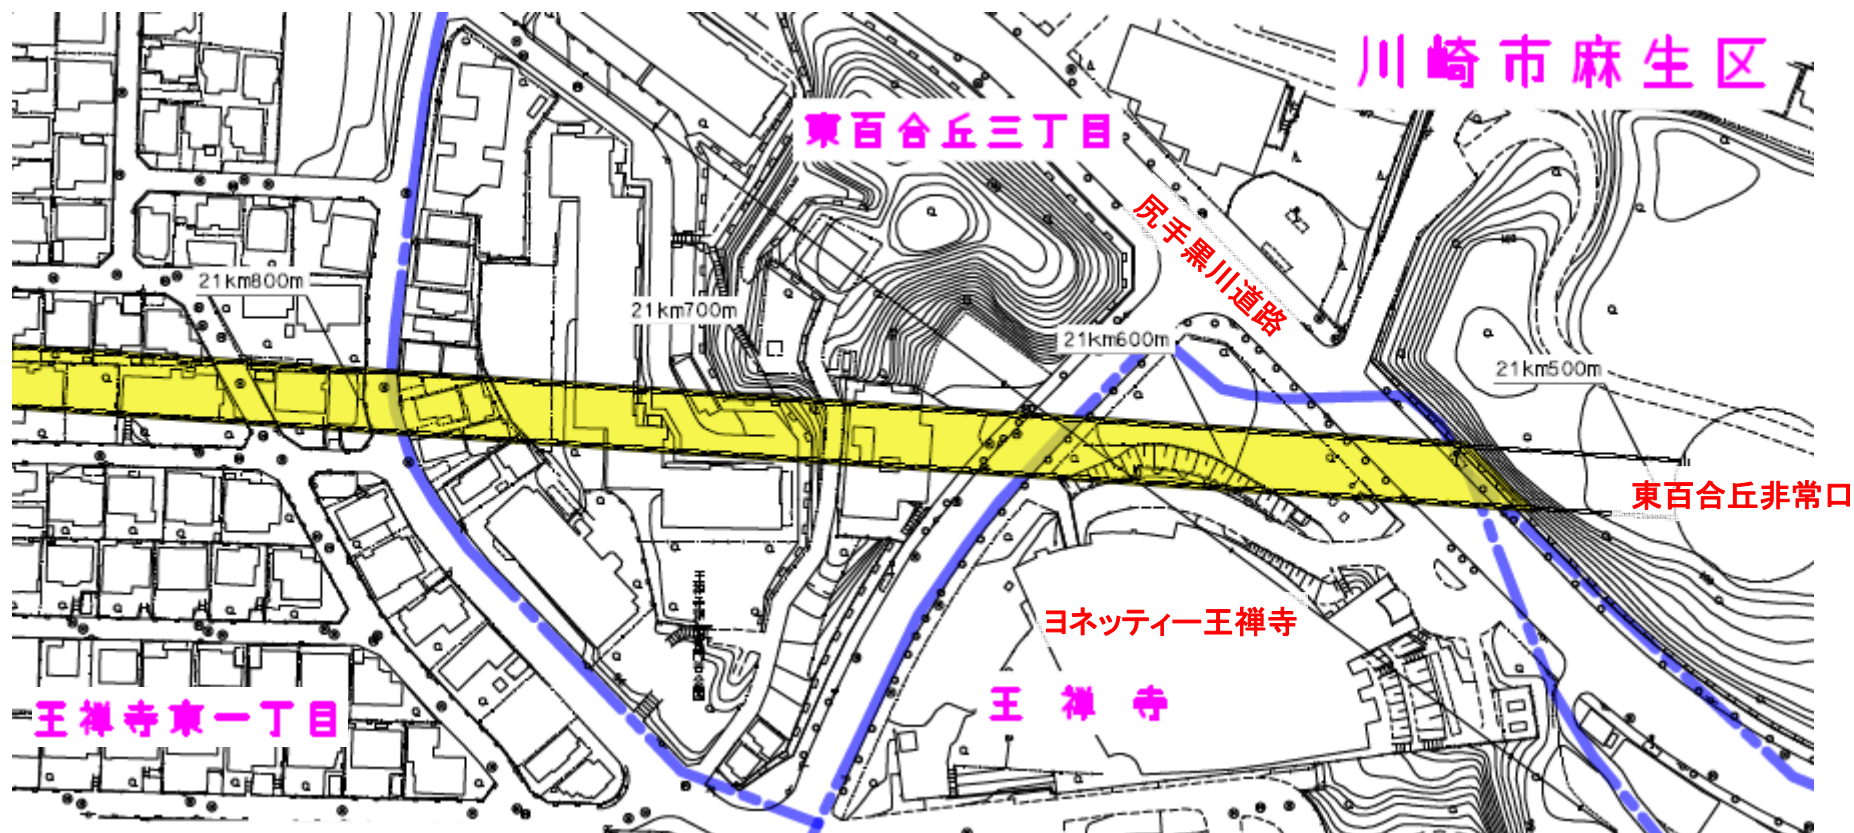 川崎市麻生区
東百合丘三丁目
尻手黒川道路
21km800m
21km700m
21km600m
21km500m
東百合丘非常口
ヨネッティー王禅寺
王禅寺
王禅寺東一丁目